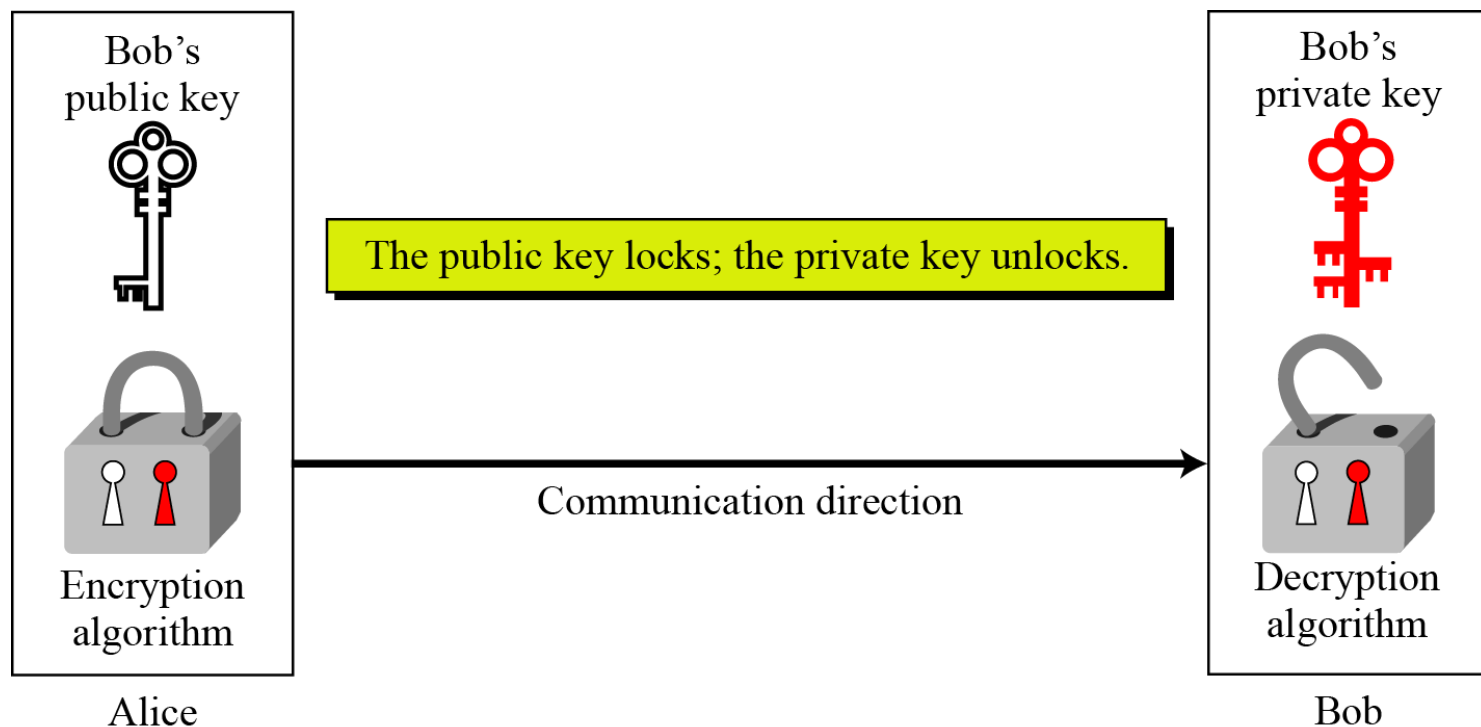 Bob’s
public key
Bob’s
private key
The public key locks; the private key unlocks.
Communication direction
Encryption
algorithm
Decryption
algorithm
Alice
Bob